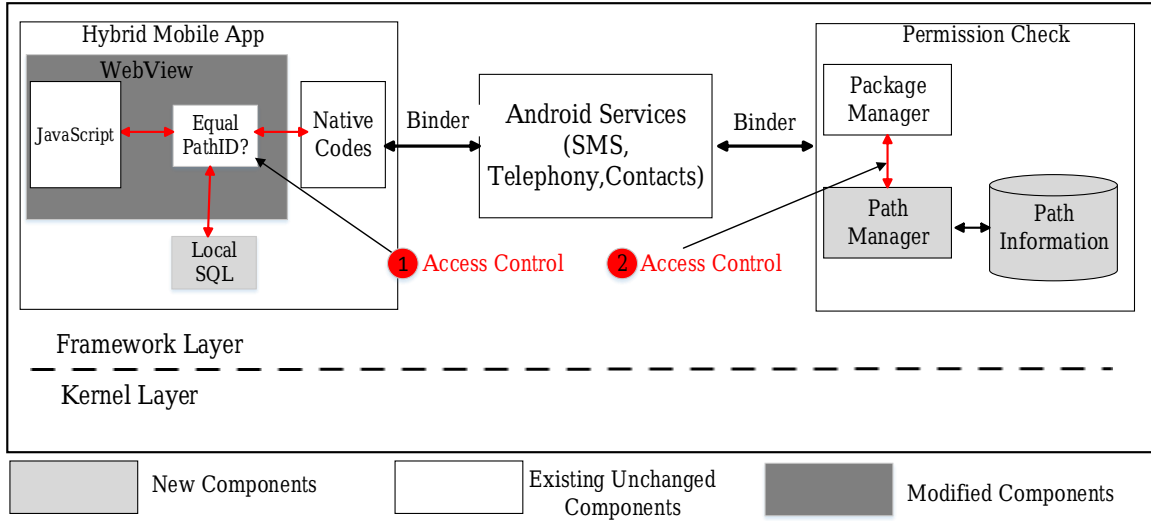 Hybrid Mobile App
Permission Check
WebView
JavaScript
Equal
PathID?
Native
Codes
Local
SQL
Binder
Android Services
(SMS,
Telephony,Contacts)
Binder
Package
Manager
Path
Manager
Path
Information
1 Access Control
2 Access Control
Framework Layer
Kernel Layer
New Components
Existing Unchanged
Components
Modified Components